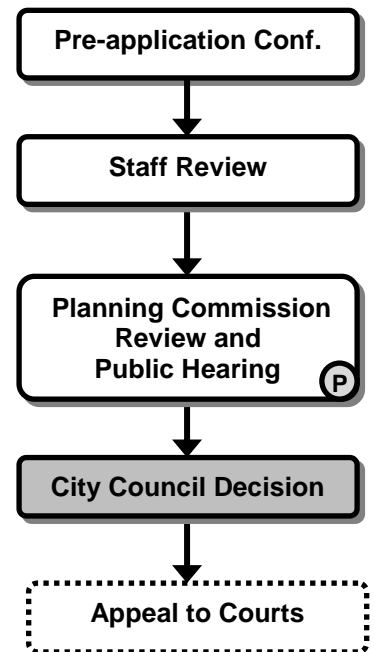 Pre-application Conf.
Staff Review
Planning Commission
Review and
Public Hearing
P
City Council Decision
Appeal to Courts